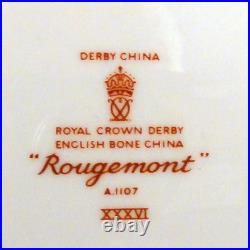 DERBY CHINA
ROYAL CROWN DERBY
ENGLISH BONE CHINA
"Rougemont"
A.1107
XXXVI